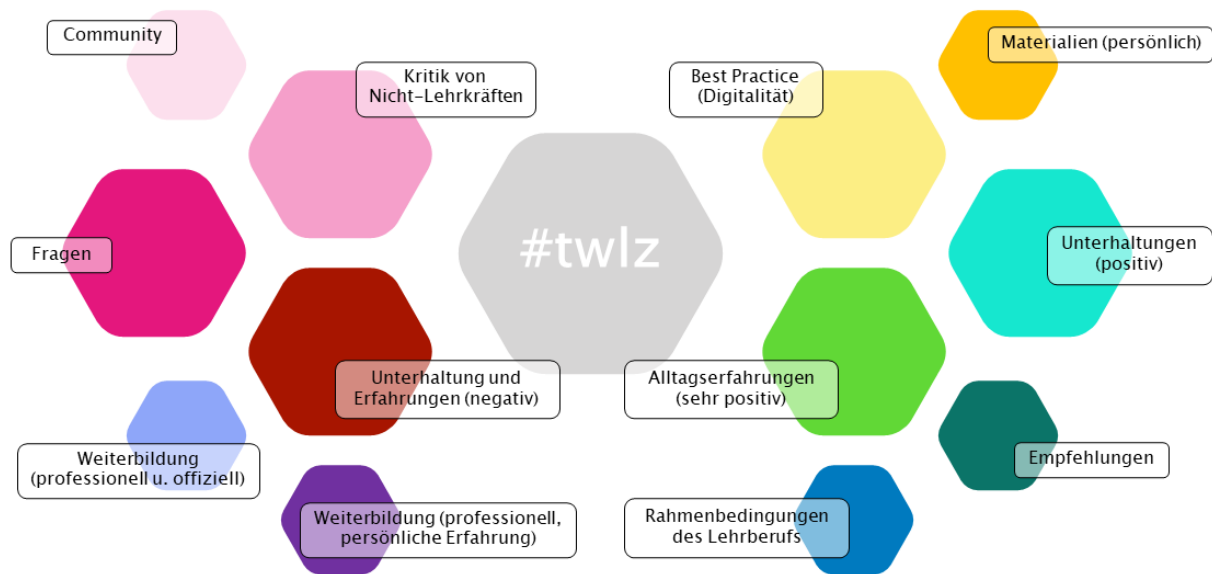 Community
Kritik von
Nicht-Lehrkräften
Best Practice
(Digitalität)
Materialien (persönlich)
#twlz
Fragen
Unterhaltungen
(positiv)
Unterhaltung und
Erfahrungen (negativ)
Alltagserfahrungen
(sehr positiv)
Weiterbildung
(professionell u. offiziell)
Empfehlungen
Weiterbildung (professionell,
persönliche Erfahrung)
Rahmenbedingungen
des Lehrberufs